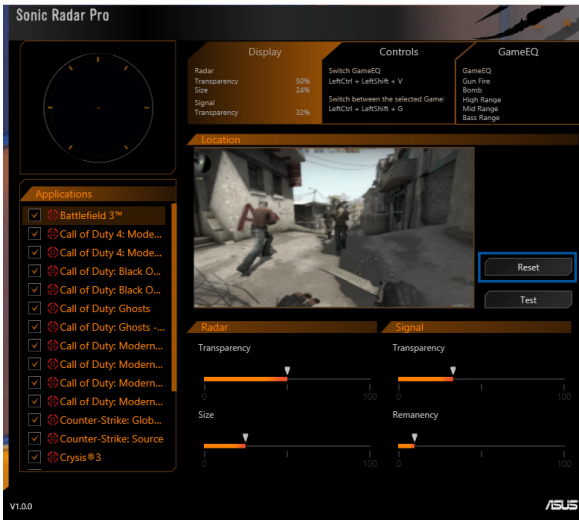 Sonic Radar Pro
Display
Radar
Transparency 50%
Size 24%
Signal
Transparency 32%
Controls
Switch GameEQ
LeftCtrl + LeftShift + V
Switch between the selected Game
LeftCtrl + LeftShift + G
GameEQ
GameEQ
Gun Fire
Bomb
High Range
Mid Range
Bass Range
Location
A
Reset
Test
Applications
Battlefield 3™
Call of Duty 4: Mode...
Call of Duty 4: Mode...
Call of Duty: Black O...
Call of Duty: Black O...
Call of Duty: Ghosts
Call of Duty: Ghosts -...
Call of Duty: Modern...
Call of Duty: Modern...
Call of Duty: Modern...
Counter-Strike: Glob...
Counter-Strike: Source
Crysis®3
Radar
Transparency
0 100
Size
0 100
Signal
Transparency
0 100
Remanency
0 100
V1.0.0
ASUS